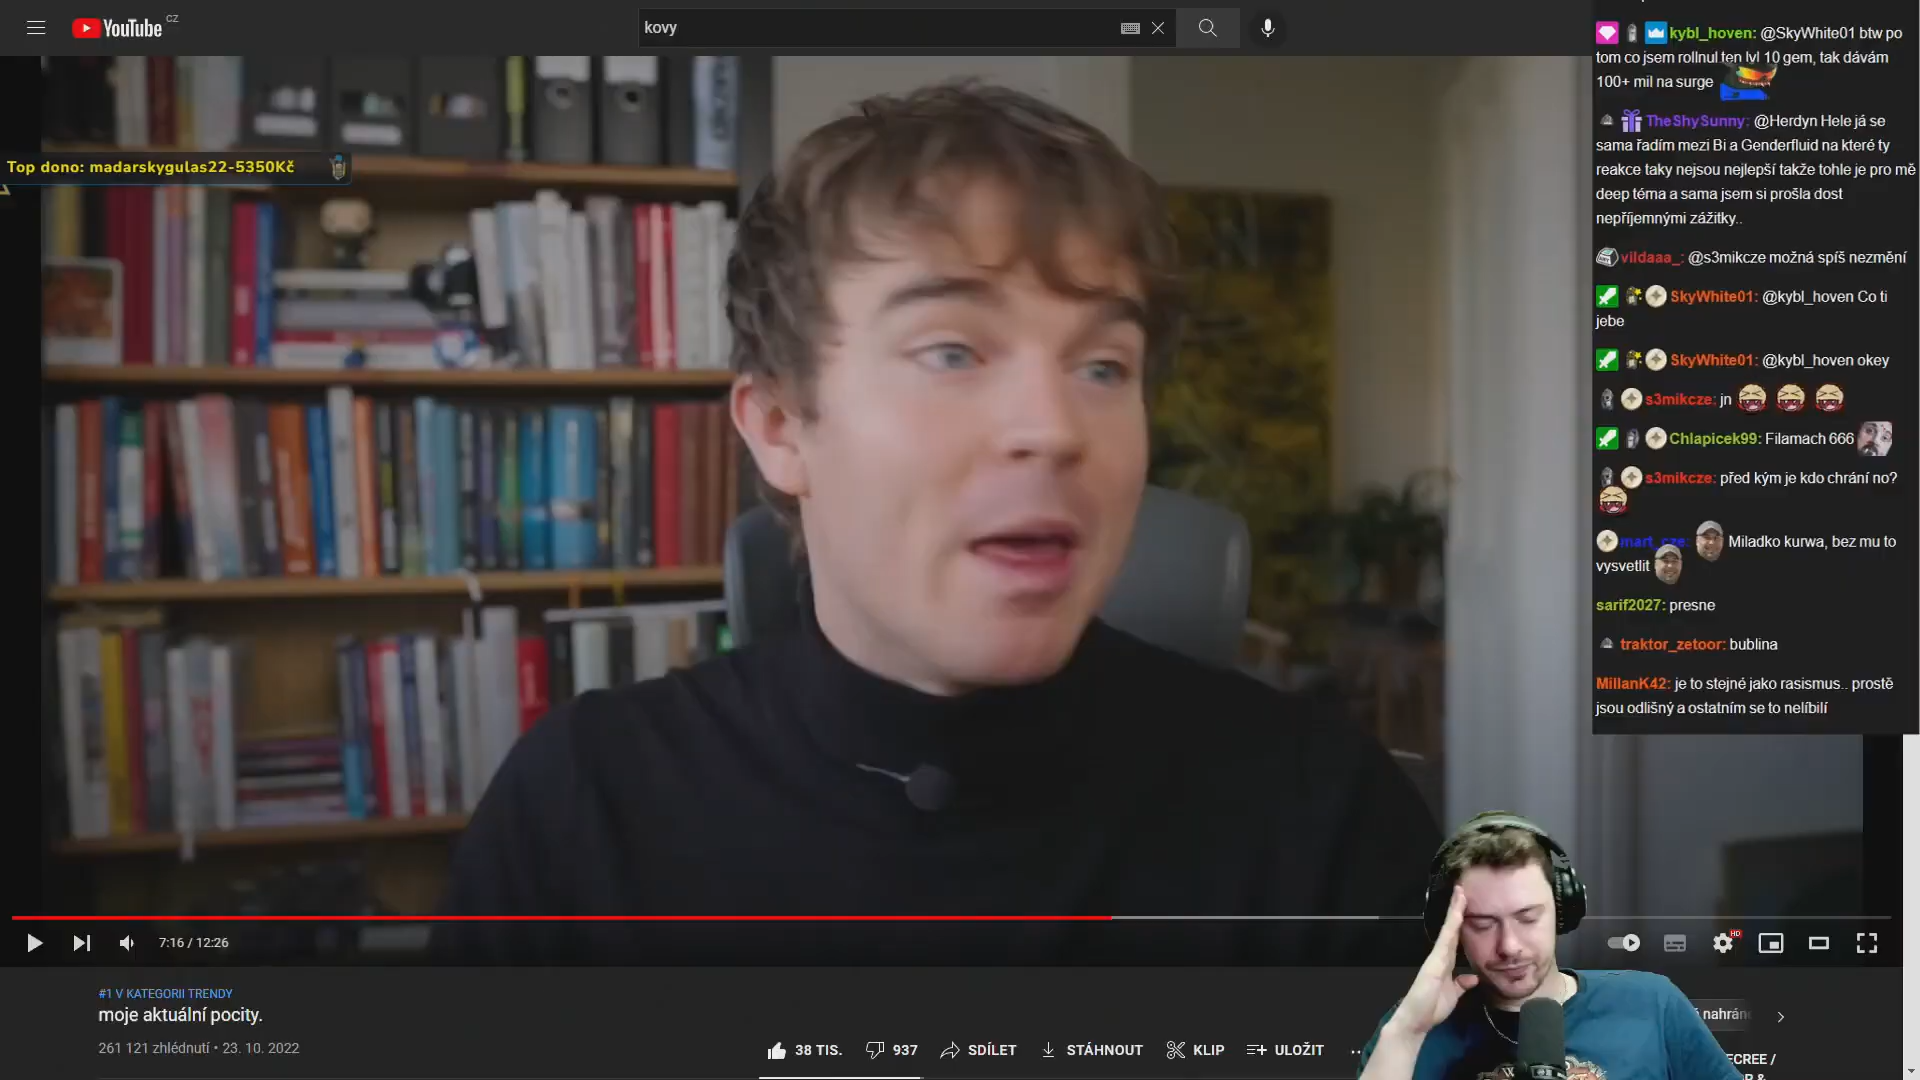 YouTube CZ
kovy
Top dono: madarskygulas22-5350Kč
kybl_hoven: @SkyWhite01 btw po
tom co jsem rollnul ten lvl 10 gem, tak dávám
100+ mil na surge
TheShySunny: @Herdyn Hele já se
sama řadím mezi Bi a Genderfluid na které ty
reakce taky nejsou nejlepší takže tohle je pro mě
deep téma a sama jsem si prošla dost
nepříjemnými zážitky..
vildaaa_: @s3mikcze možná spíš nezmění
SkyWhite01: @kybl_hoven Co ti
jebe
SkyWhite01: @kybl_hoven okey
s3mikcze: jn
Chlapicek99: Filamach 666
s3mikcze: před kým je kdo chrání no?
mart_cze: Miladko kurwa, bez mu to
vysvetlit
sarif2027: presne
traktor_zetoor: bublina
MillanK42: je to stejné jako rasismus.. prostě
jsou odlišný a ostatním se to nelíbilí
7:16 / 12:26
HD
#1 V KATEGORII TRENDY
moje aktuální pocity.
261 121 zhlédnutí • 23. 10. 2022
38 TIS.
937
SDÍLET
STÁHNOUT
KLIP
ULOŽIT
nahrán
ECREE /